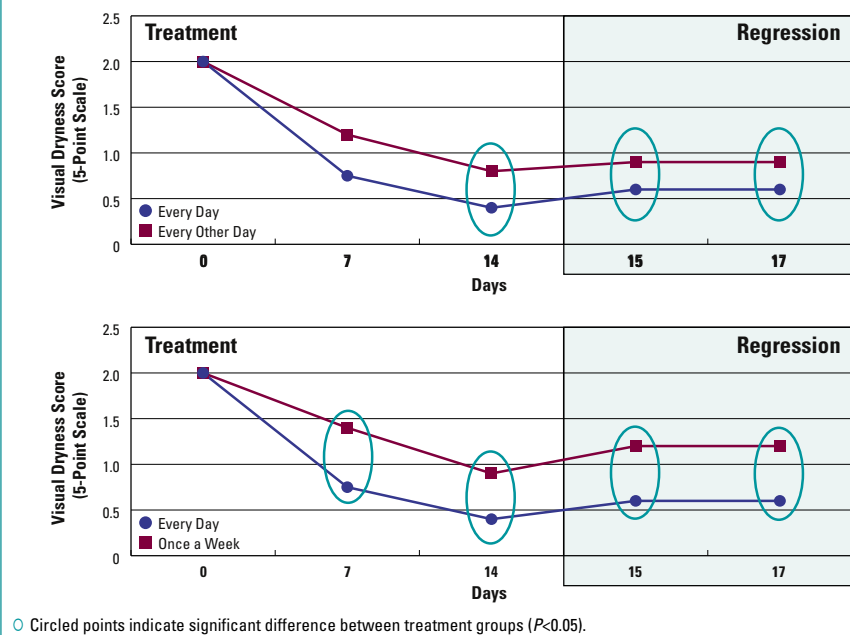 Treatment
Regression
Visual Dryness Score
(5-Point Scale)
2.5
2.0
1.5
1.0
0.5
0
Every Day
Every Other Day
0 7 14 15 17
Days
Treatment
Regression
Visual Dryness Score
(5-Point Scale)
2.5
2.0
1.5
1.0
0.5
0
Every Day
Once a Week
0 7 14 15 17
Days
Circled points indicate significant difference between treatment groups (P<0.05).